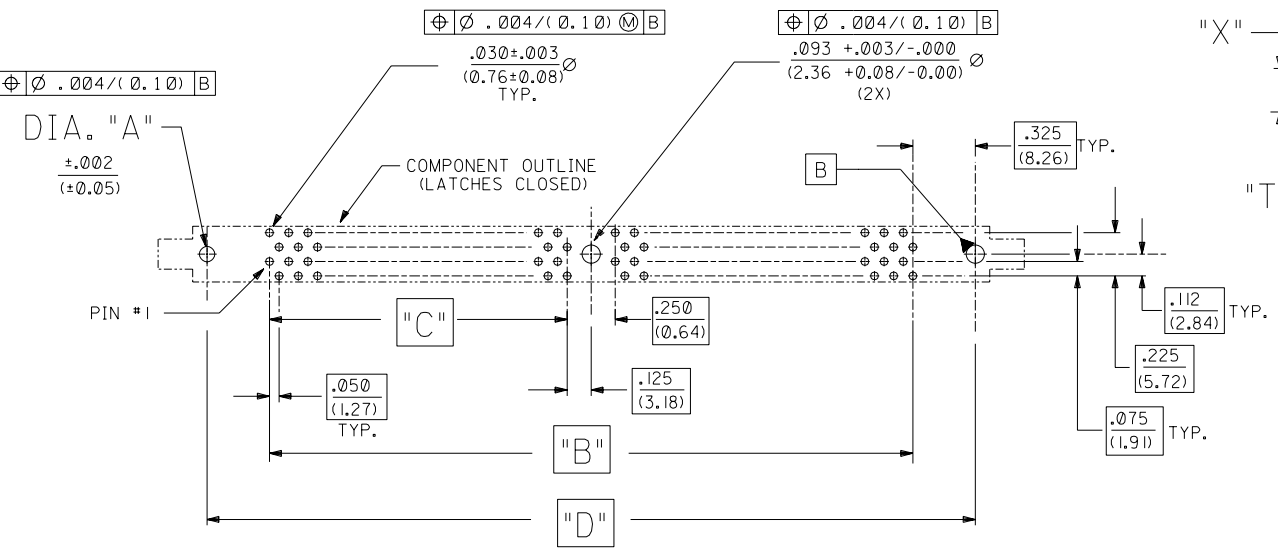 ⌖ Ø .004/(0.10) Ⓜ B
.030±.003
(0.76±0.08) Ø
TYP.
⌖ Ø .004/(0.10) B
.093 +.003/-.000
(2.36 +0.08/-0.00) Ø
(2X)
"X"
⌖ Ø .004/(0.10) B
DIA. "A"
±.002
(±0.05)
COMPONENT OUTLINE
(LATCHES CLOSED)
B
.325
(8.26) TYP.
"T
PIN #1
"C"
.250
(0.64)
.112
(2.84) TYP.
.225
(5.72)
.050
(1.27)
TYP.
.125
(3.18)
.075
(1.91) TYP.
"B"
"D"